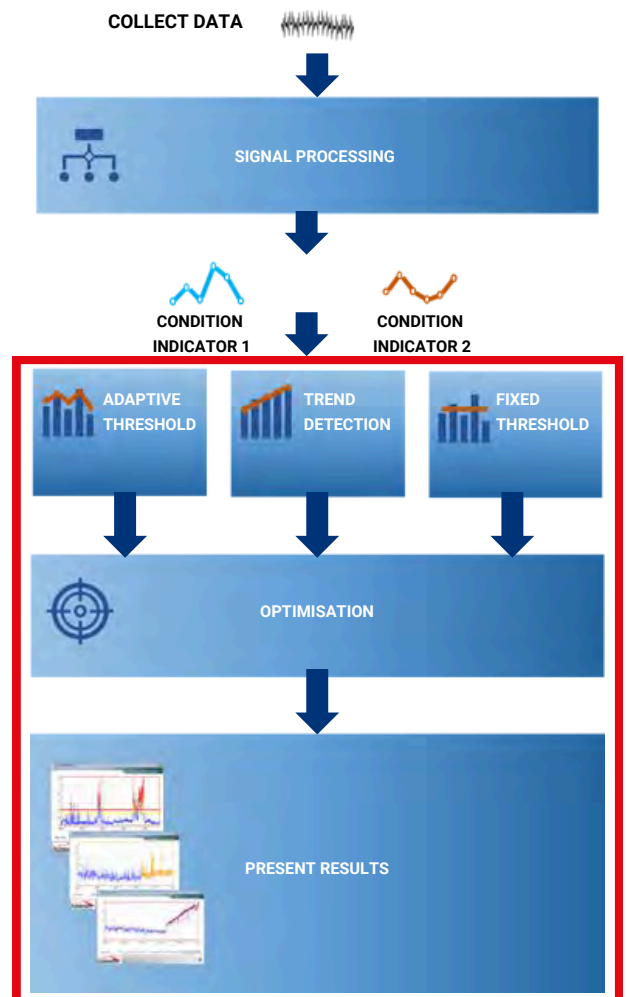 COLLECT DATA
SIGNAL PROCESSING
CONDITION
INDICATOR 1
CONDITION
INDICATOR 2
ADAPTIVE
THRESHOLD
TREND
DETECTION
FIXED
THRESHOLD
OPTIMISATION
PRESENT RESULTS